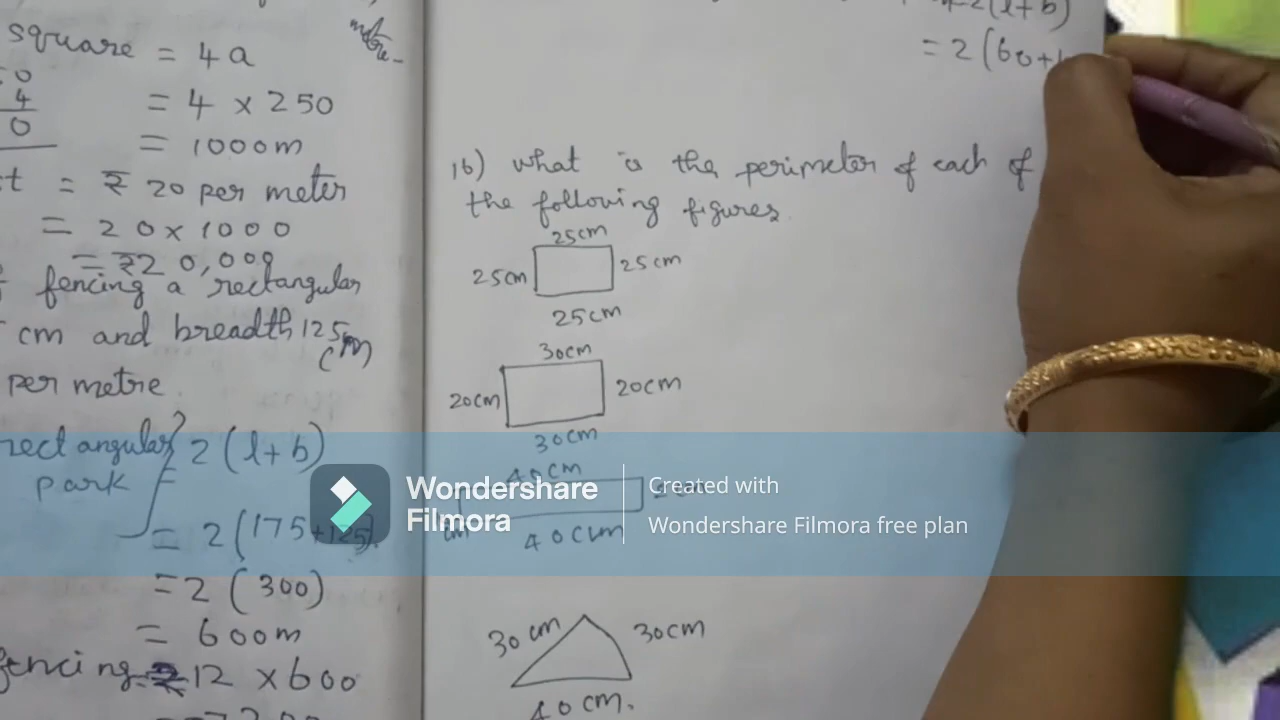 square = 4a
= 4 × 250
= 1000m
= ₹ 20 per meter
= 20 × 1000
= ₹20,000
fencing a rectangular
cm and breadth 125
cm
per metre.
rectangular
park
2(l+b)
= 2(175+125)
= 2 (300)
= 600m
fencing = 12 × 600
2(l+b)
= 2(60+
16) what is the perimeter of each of
the following figures.
25cm
25cm
25cm
25cm
30cm
20cm
20cm
30cm
40cm
cm
40cm
30cm
30cm
40cm.
Wondershare
Filmora
Created with
Wondershare Filmora free plan